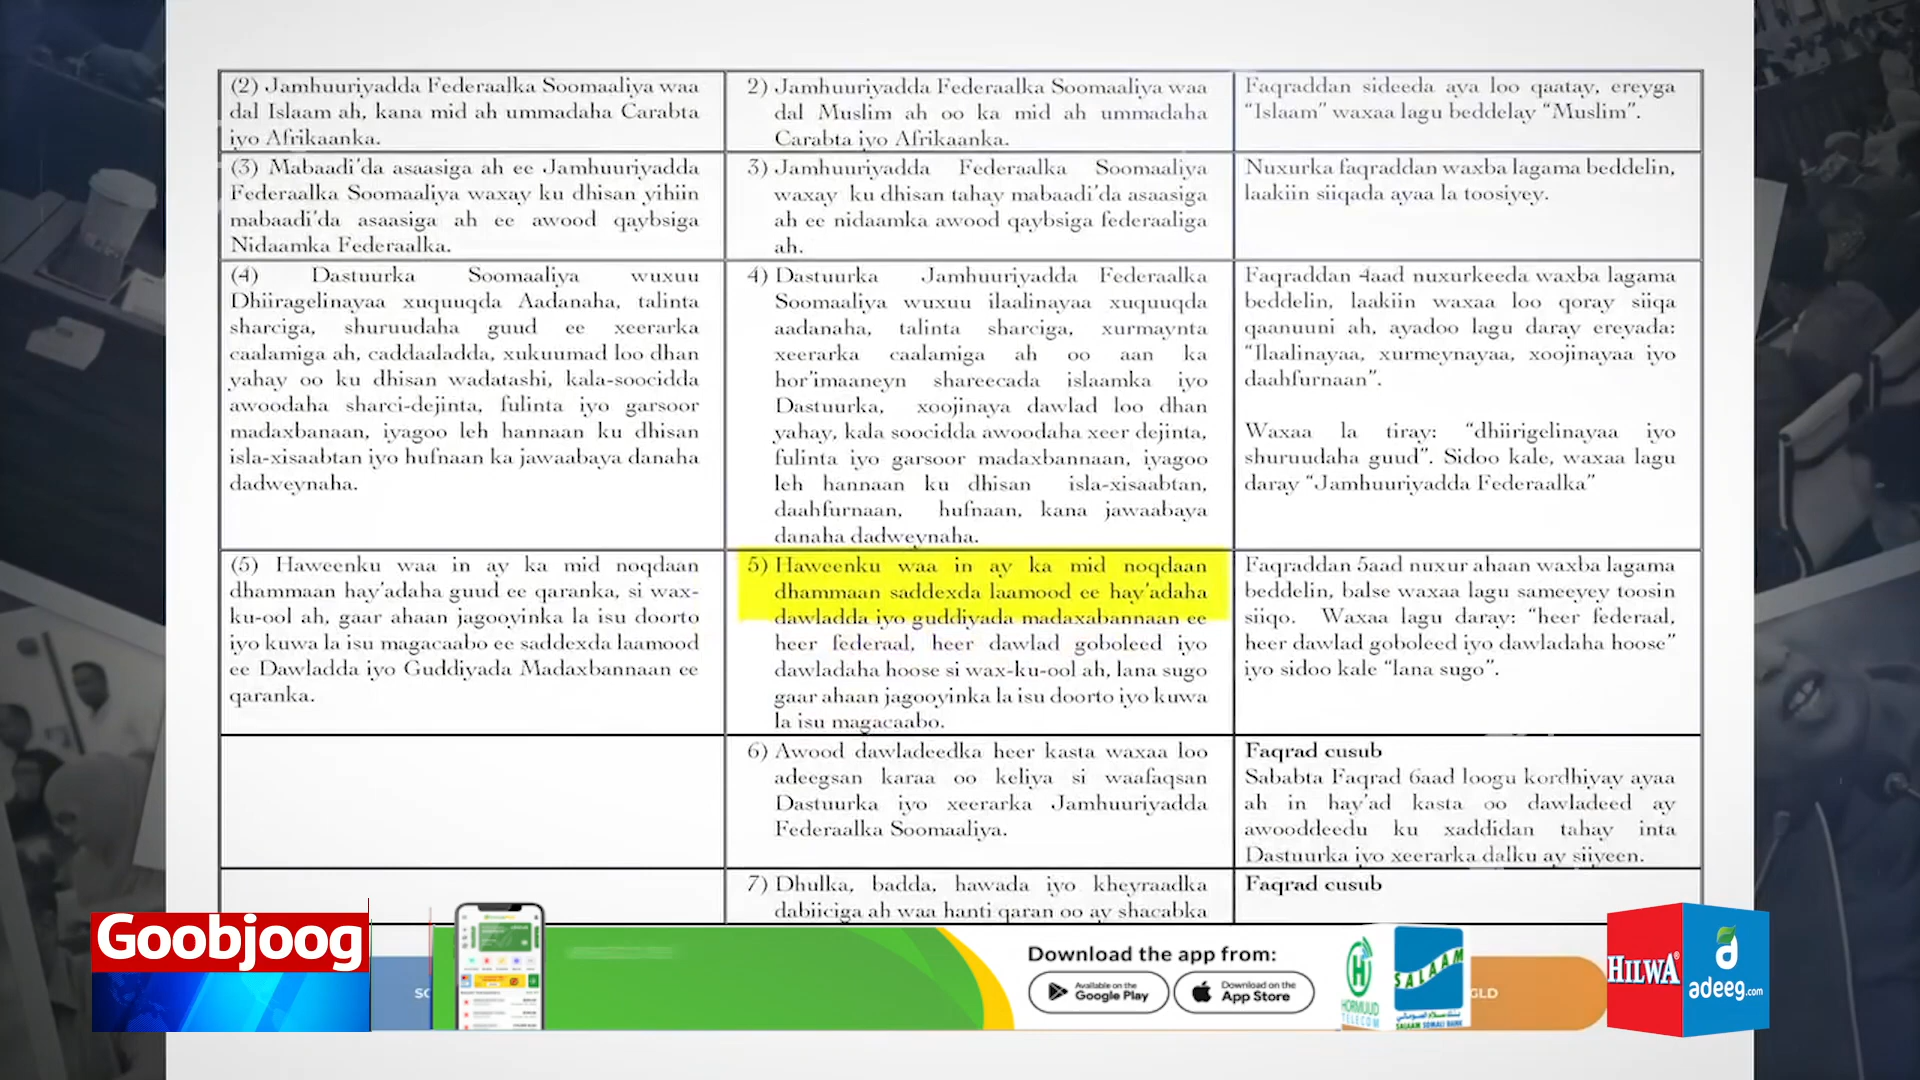 (2) Jamhuuriyadda Federaalka Soomaaliya waa
dal Islaam ah, kana mid ah ummadaha Carabta
iyo Afrikaanka.
2) Jamhuuriyadda Federaalka Soomaaliya waa
dal Muslim ah oo ka mid ah ummadaha
Carabta iyo Afrikaanka.
Faqraddan sideeda aya loo qaatay, ereyga
“Islaam” waxaa lagu beddelay “Muslim”.
(3) Mabaadi’da asaasiga ah ee Jamhuuriyadda
Federaalka Soomaaliya waxay ku dhisan yihiin
mabaadi’da asaasiga ah ee awood qaybsiga
Nidaamka Federaalka.
3) Jamhuuriyadda Federaalka Soomaaliya
waxay ku dhisan tahay mabaadi’da asaasiga
ah ee nidaamka awood qaybsiga federaaliga
ah.
Nuxurka faqraddan waxba lagama beddelin,
laakiin siiqada ayaa la toosiyey.
(4) Dastuurka Soomaaliya wuxuu
Dhiiragelinayaa xuquuqda Aadanaha, talinta
sharciga, shuruudaha guud ee xeerarka
caalamiga ah, caddaaladda, xukuumad loo dhan
yahay oo ku dhisan wadatashi, kala-soocidda
awoodaha sharci-dejinta, fulinta iyo garsoor
madaxbanaan, iyagoo leh hannaan ku dhisan
isla-xisaabtan iyo hufnaan ka jawaabaya danaha
dadweynaha.
4) Dastuurka Jamhuuriyadda Federaalka
Soomaaliya wuxuu ilaalinayaa xuquuqda
aadanaha, talinta sharciga, xurmaynta
xeerarka caalamiga ah oo aan ka
hor’imaaneyn shareecada islaamka iyo
Dastuurka, xoojinaya dawlad loo dhan
yahay, kala soocidda awoodaha xeer dejinta,
fulinta iyo garsoor madaxbannaan, iyagoo
leh hannaan ku dhisan isla-xisaabtan,
daahfurnaan, hufnaan, kana jawaabaya
danaha dadweynaha.
Faqraddan 4aad nuxurkeeda waxba lagama
beddelin, laakiin waxaa loo qoray siiqa
qaanuuni ah, ayadoo lagu daray ereyada:
“Ilaalinayaa, xurmeynayaa, xoojinayaa iyo
daahfurnaan”.
Waxaa la tiray: “dhiirigelinayaa iyo
shuruudaha guud”. Sidoo kale, waxaa lagu
daray “Jamhuuriyadda Federaalka”
(5) Haweenku waa in ay ka mid noqdaan
dhammaan hay’adaha guud ee qaranka, si wax-
ku-ool ah, gaar ahaan jagooyinka la isu doorto
iyo kuwa la isu magacaabo ee saddexda laamood
ee Dawladda iyo Guddiyada Madaxbannaan ee
qaranka.
5) Haweenku waa in ay ka mid noqdaan
dhammaan saddexda laamood ee hay’adaha
dawladda iyo guddiyada madaxabannaan ee
heer federaal, heer dawlad goboleed iyo
dawladaha hoose si wax-ku-ool ah, lana sugo
gaar ahaan jagooyinka la isu doorto iyo kuwa
la isu magacaabo.
Faqraddan 5aad nuxur ahaan waxba lagama
beddelin, balse waxaa lagu sameeyey toosin
siiqo. Waxaa lagu daray: “heer federaal,
heer dawlad goboleed iyo dawladaha hoose”
iyo sidoo kale “lana sugo”.
6) Awood dawladeedka heer kasta waxaa loo
adeegsan karaa oo keliya si waafaqsan
Dastuurka iyo xeerarka Jamhuuriyadda
Federaalka Soomaaliya.
Faqrad cusub
Sababta Faqrad 6aad loogu kordhiyay ayaa
ah in hay’ad kasta oo dawladeed ay
awooddeedu ku xaddidan tahay inta
Dastuurka iyo xeerarka dalku ay siiyeen.
7) Dhulka, badda, hawada iyo kheyraadka
dabiiciga ah waa hanti qaran oo ay shacabka
Faqrad cusub
Goobjoog
Download the app from:
Available on the
Google Play
Download on the
App Store
HORMUUD
TELECOM
SALAAM
SALAAM SOMALI BANK
GLD
HILWA®
adeeg.com